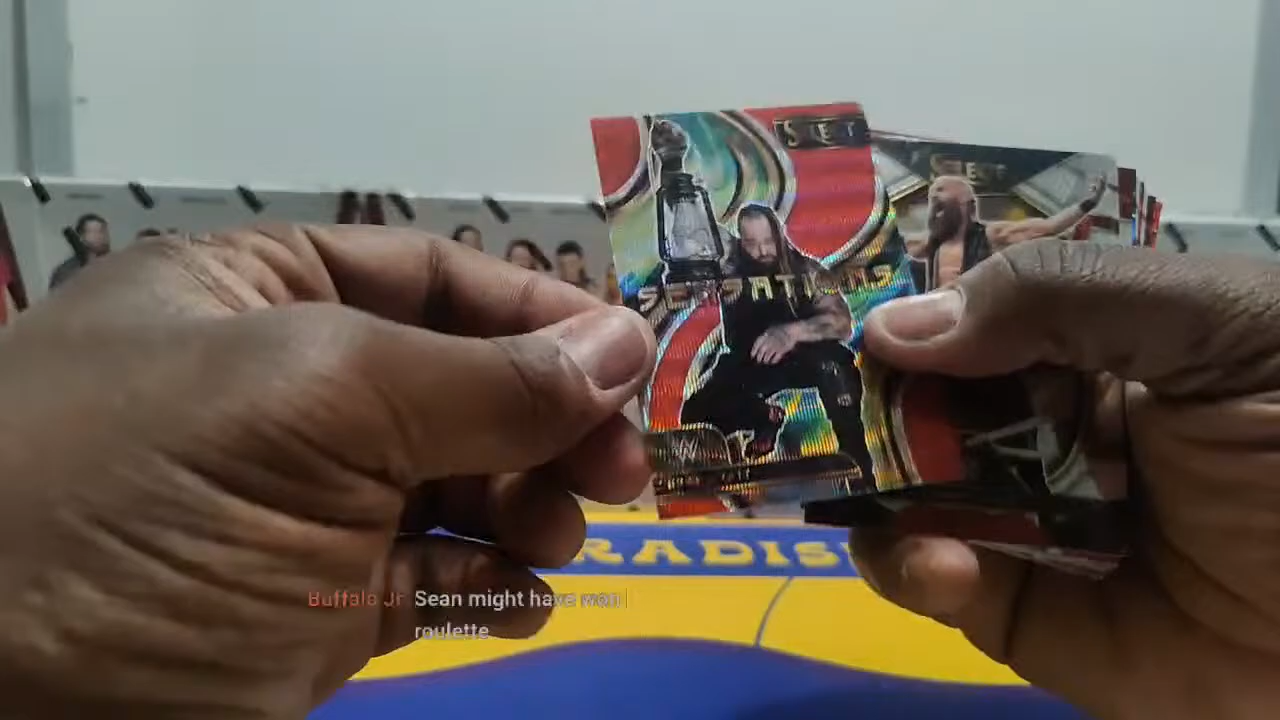 SELECT
SELECT
SENSATIONS
W
RADIS
Buffalo Jr Sean might have won
roulette